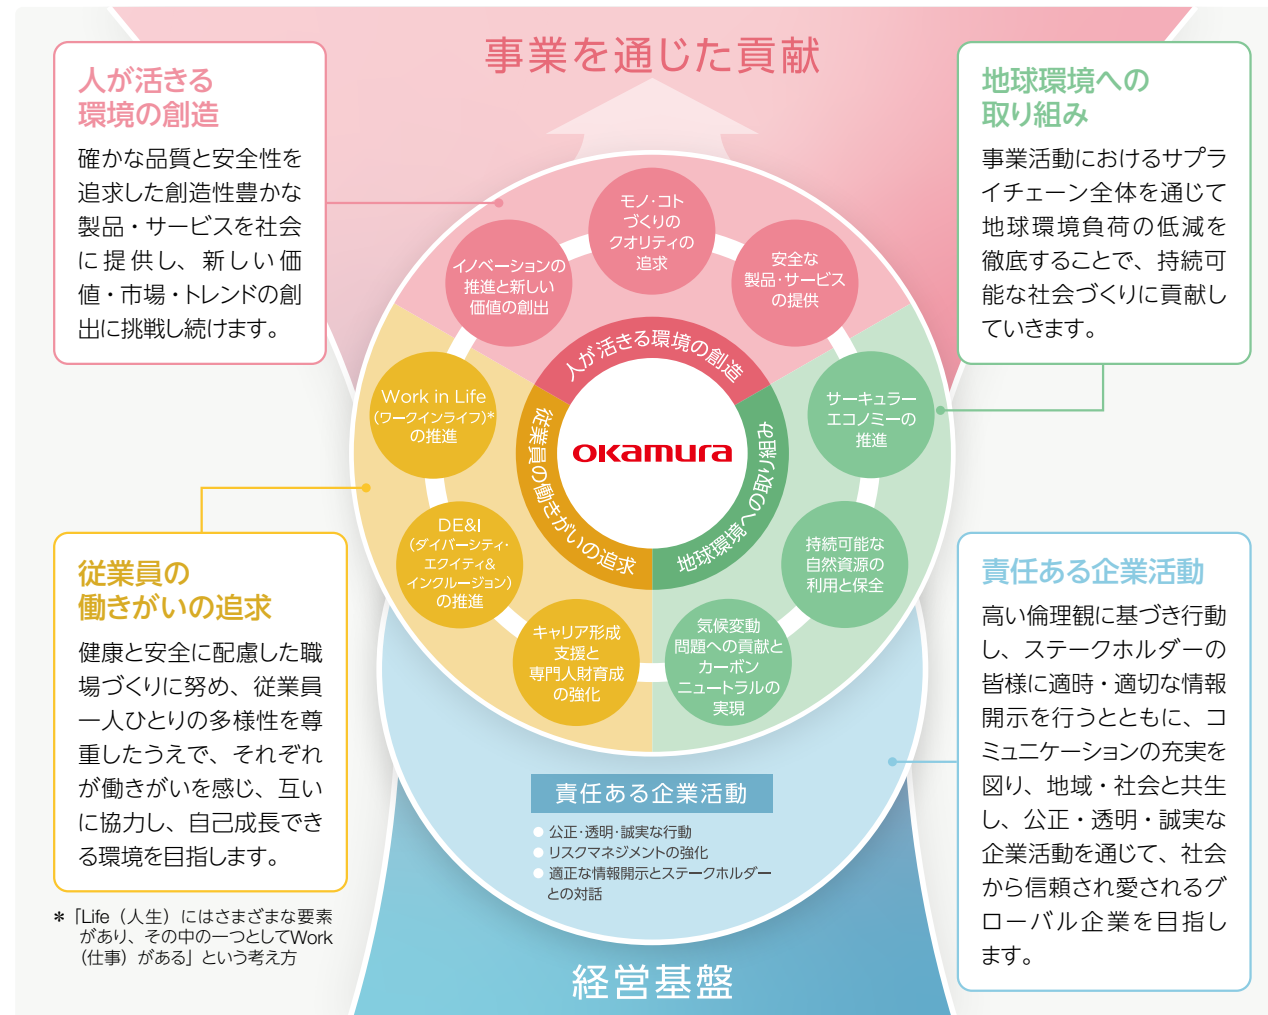 事業を通じた貢献
人が活きる
環境の創造
確かな品質と安全性を
追求した創造性豊かな
製品・サービスを社会
に提供し、新しい価
値・市場・トレンドの創
出に挑戦し続けます。
地球環境への
取り組み
事業活動におけるサプラ
イチェーン全体を通じて
地球環境負荷の低減を
徹底することで、持続可
能な社会づくりに貢献し
ていきます。
モノ・コト
づくりの
クオリティの
追求
イノベーションの
推進と新しい
価値の創出
安全な
製品・サービス
の提供
人が活きる環境の創造
従業員の働きがいの追求
地球環境への取り組み
okamura
Work in Life
(ワークインライフ)*
の推進
DE&I
(ダイバーシティ・
エクイティ&
インクルージョン)
の推進
キャリア形成
支援と
専門人財育成
の強化
サーキュラー
エコノミーの
推進
持続可能な
自然資源の
利用と保全
気候変動
問題への貢献と
カーボン
ニュートラルの
実現
従業員の
働きがいの追求
健康と安全に配慮した職
場づくりに努め、従業員
一人ひとりの多様性を尊
重したうえで、それぞれ
が働きがいを感じ、互い
に協力し、自己成長でき
る環境を目指します。
*「Life(人生)にはさまざまな要素
があり、その中の一つとしてWork
(仕事)がある」という考え方
責任ある企業活動
高い倫理観に基づき行動
し、ステークホルダーの
皆様に適時・適切な情報
開示を行うとともに、コ
ミュニケーションの充実を
図り、地域・社会と共生
し、公正・透明・誠実な
企業活動を通じて、社会
から信頼され愛されるグ
ローバル企業を目指し
ます。
責任ある企業活動
● 公正・透明・誠実な行動
● リスクマネジメントの強化
● 適正な情報開示とステークホルダー
との対話
経営基盤